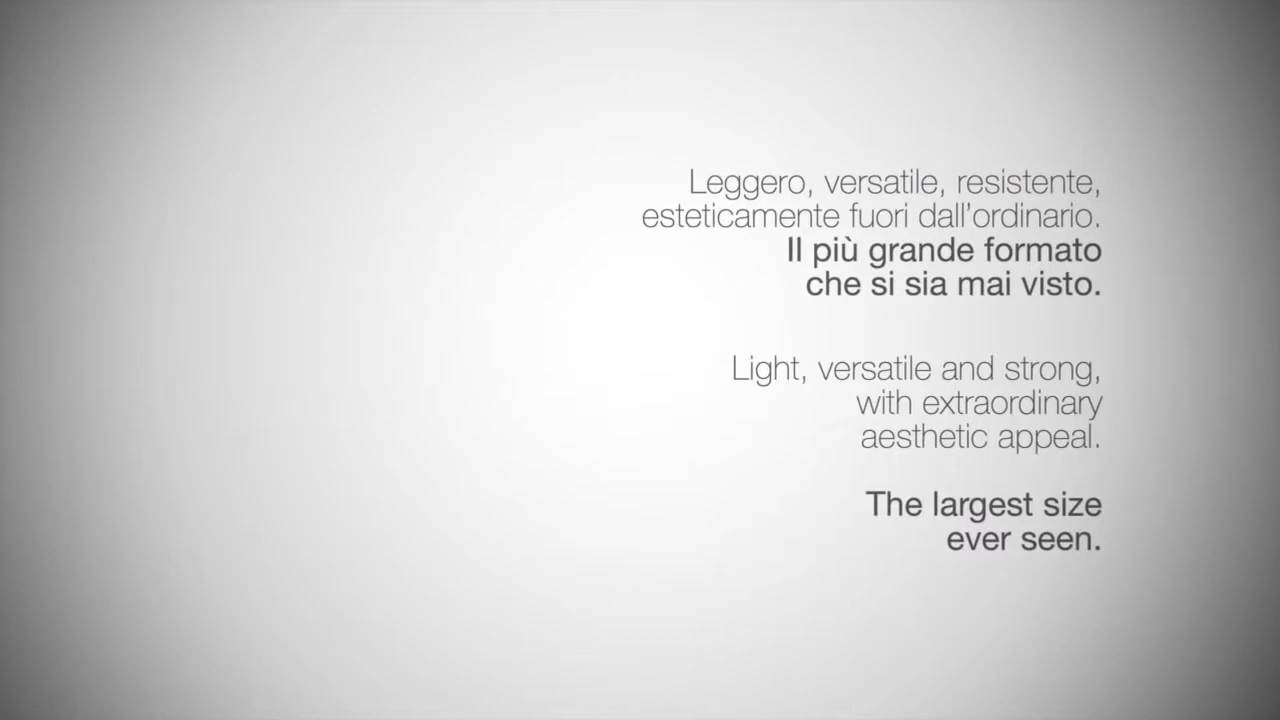 Leggero, versatile, resistente,
esteticamente fuori dall’ordinario.
Il più grande formato
che si sia mai visto.
Light, versatile and strong,
with extraordinary
aesthetic appeal.
The largest size
ever seen.